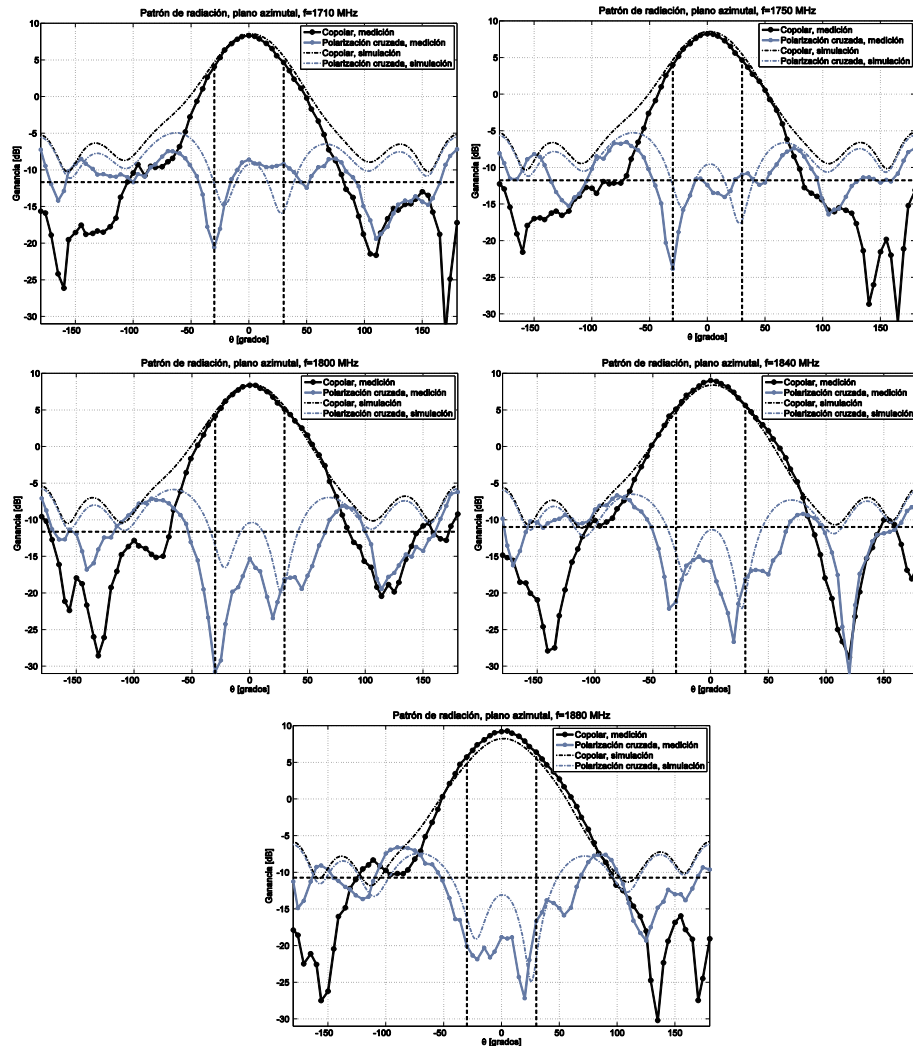 Patrón de radiación, plano azimutal, f=1710 MHz
10
5
0
-5
-10
-15
-20
-25
-30
Ganancia [dB]
-150
-100
-50
0
50
100
150
θ [grados]
Copolar, medición
Polarización cruzada, medición
Copolar, simulación
Polarización cruzada, simulación
Patrón de radiación, plano azimutal, f=1750 MHz
10
5
0
-5
-10
-15
-20
-25
-30
Ganancia [dB]
-150
-100
-50
0
50
100
150
θ [grados]
Copolar, medición
Polarización cruzada, medición
Copolar, simulación
Polarización cruzada, simulación
Patrón de radiación, plano azimutal, f=1800 MHz
10
5
0
-5
-10
-15
-20
-25
-30
Ganancia [dB]
-150
-100
-50
0
50
100
150
θ [grados]
Copolar, medición
Polarización cruzada, medición
Copolar, simulación
Polarización cruzada, simulación
Patrón de radiación, plano azimutal, f=1840 MHz
10
5
0
-5
-10
-15
-20
-25
-30
Ganancia [dB]
-150
-100
-50
0
50
100
150
θ [grados]
Copolar, medición
Polarización cruzada, medición
Copolar, simulación
Polarización cruzada, simulación
Patrón de radiación, plano azimutal, f=1880 MHz
10
5
0
-5
-10
-15
-20
-25
-30
Ganancia [dB]
-150
-100
-50
0
50
100
150
θ [grados]
Copolar, medición
Polarización cruzada, medición
Copolar, simulación
Polarización cruzada, simulación